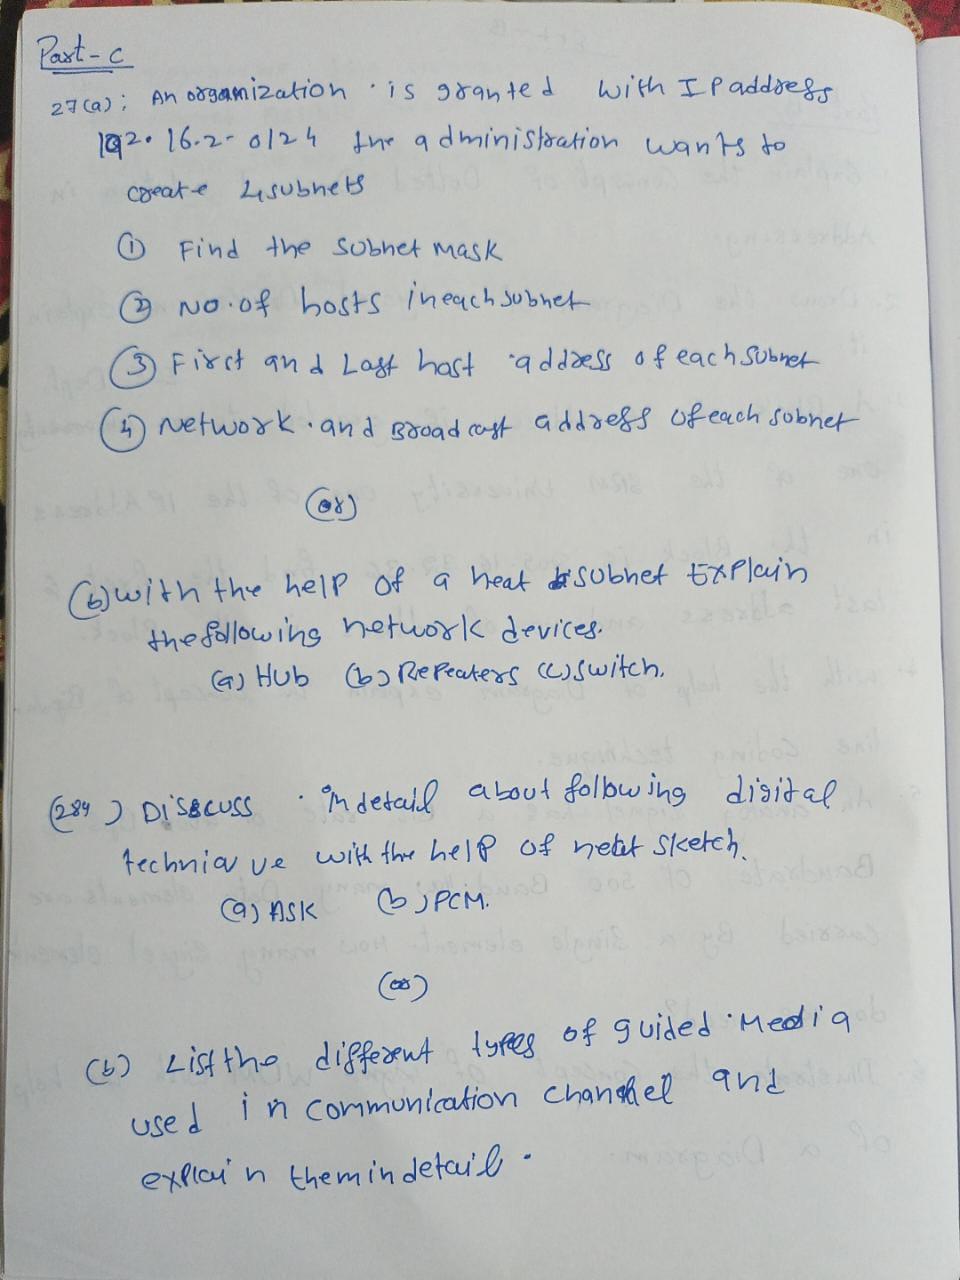 Part - C
27(a): An organization is granted with IP address
192.16.2-0/24 the administration wants to
create 4 subnets
① Find the subnet mask
② No. of hosts in each subnet
③ First and Last host address of each subnet
④ Network and Broadcast address of each subnet
(or)
(b) with the help of a neat subnet Explain
the following network devices.
(a) Hub (b) Repeaters (c) switch.
(28a) Discuss in detail about following digital
technique with the help of neat sketch.
(a) ASK (b) PCM.
(or)
(b) List the different types of guided Media
used in communication channel and
explain them in detail.